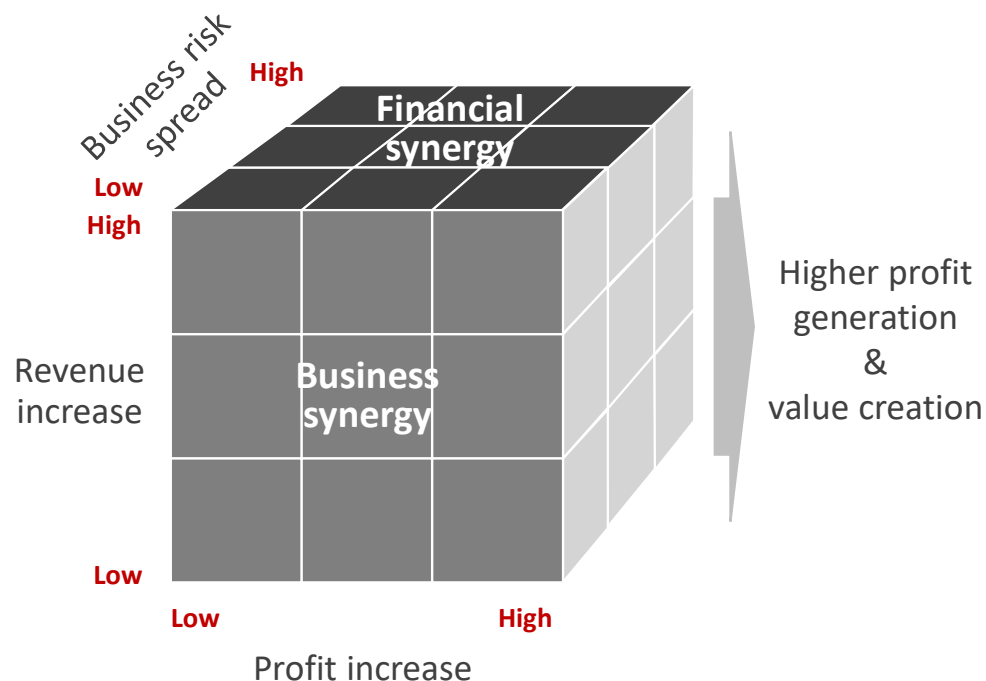 Business risk
spread
High
Financial
synergy
Low
High
Revenue
increase
Business
synergy
Higher profit
generation
&
value creation
Low
Low
High
Profit increase